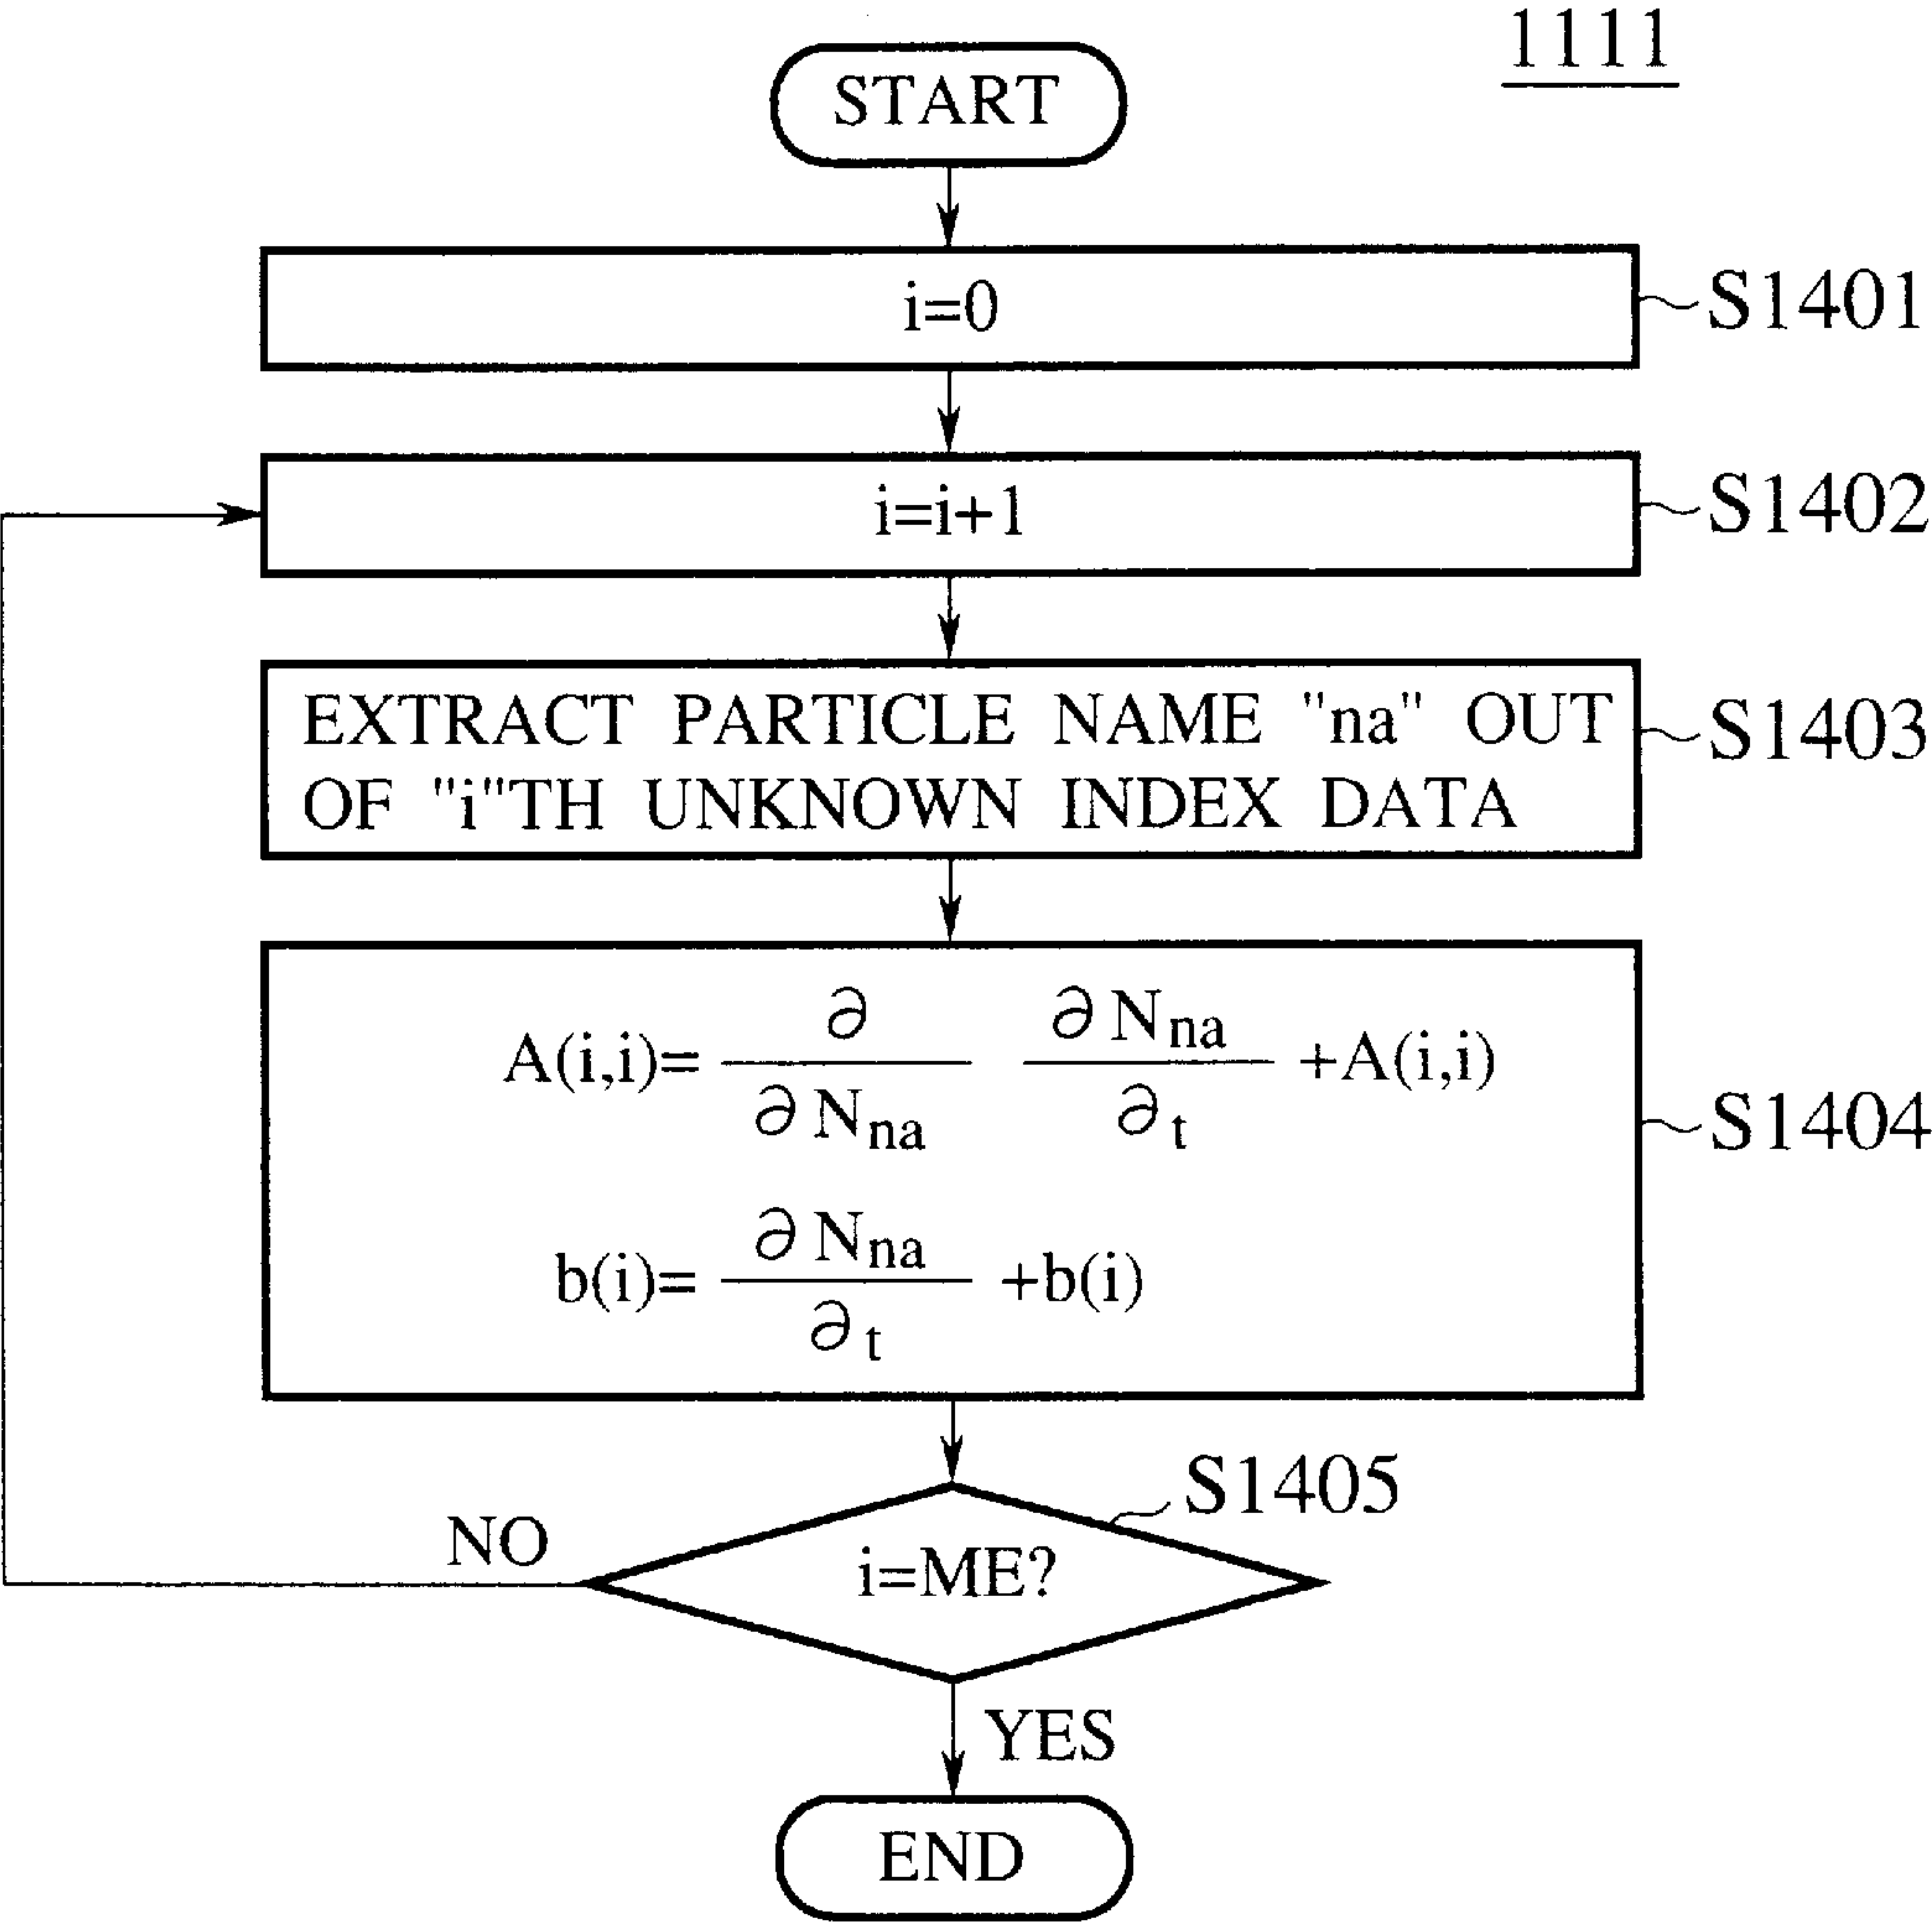 1111
START
i=0
S1401
i=i+1
S1402
EXTRACT PARTICLE NAME "na" OUT
OF "i"TH UNKNOWN INDEX DATA
S1403
A(i,i)= ∂/∂Nna ∂Nna/∂t +A(i,i)
b(i)= ∂Nna/∂t +b(i)
S1404
S1405
i=ME?
NO
YES
END